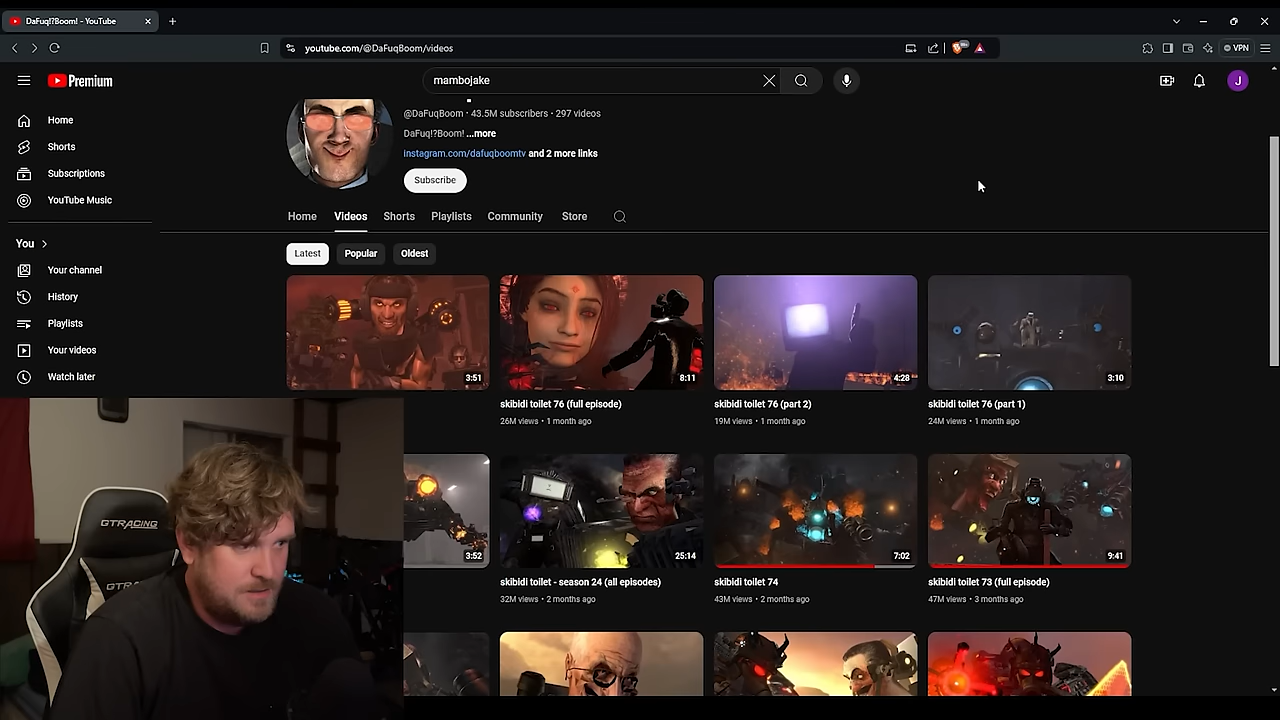 DaFuq!?Boom! - YouTube
youtube.com/@DaFuqBoom/videos
VPN
Premium
mambojake
J
@DaFuqBoom · 43.5M subscribers · 297 videos
DaFuq!?Boom! ...more
instagram.com/dafuqboomtv and 2 more links
Subscribe
Home
Shorts
Subscriptions
YouTube Music
You
Your channel
History
Playlists
Your videos
Watch later
Home Videos Shorts Playlists Community Store
Latest Popular Oldest
3:51
8:11
4:28
3:10
skibidi toilet 76 (full episode)
26M views · 1 month ago
skibidi toilet 76 (part 2)
19M views · 1 month ago
skibidi toilet 76 (part 1)
24M views · 1 month ago
3:52
25:14
7:02
9:41
skibidi toilet - season 24 (all episodes)
32M views · 2 months ago
skibidi toilet 74
43M views · 2 months ago
skibidi toilet 73 (full episode)
47M views · 3 months ago
GTRACING
GTR